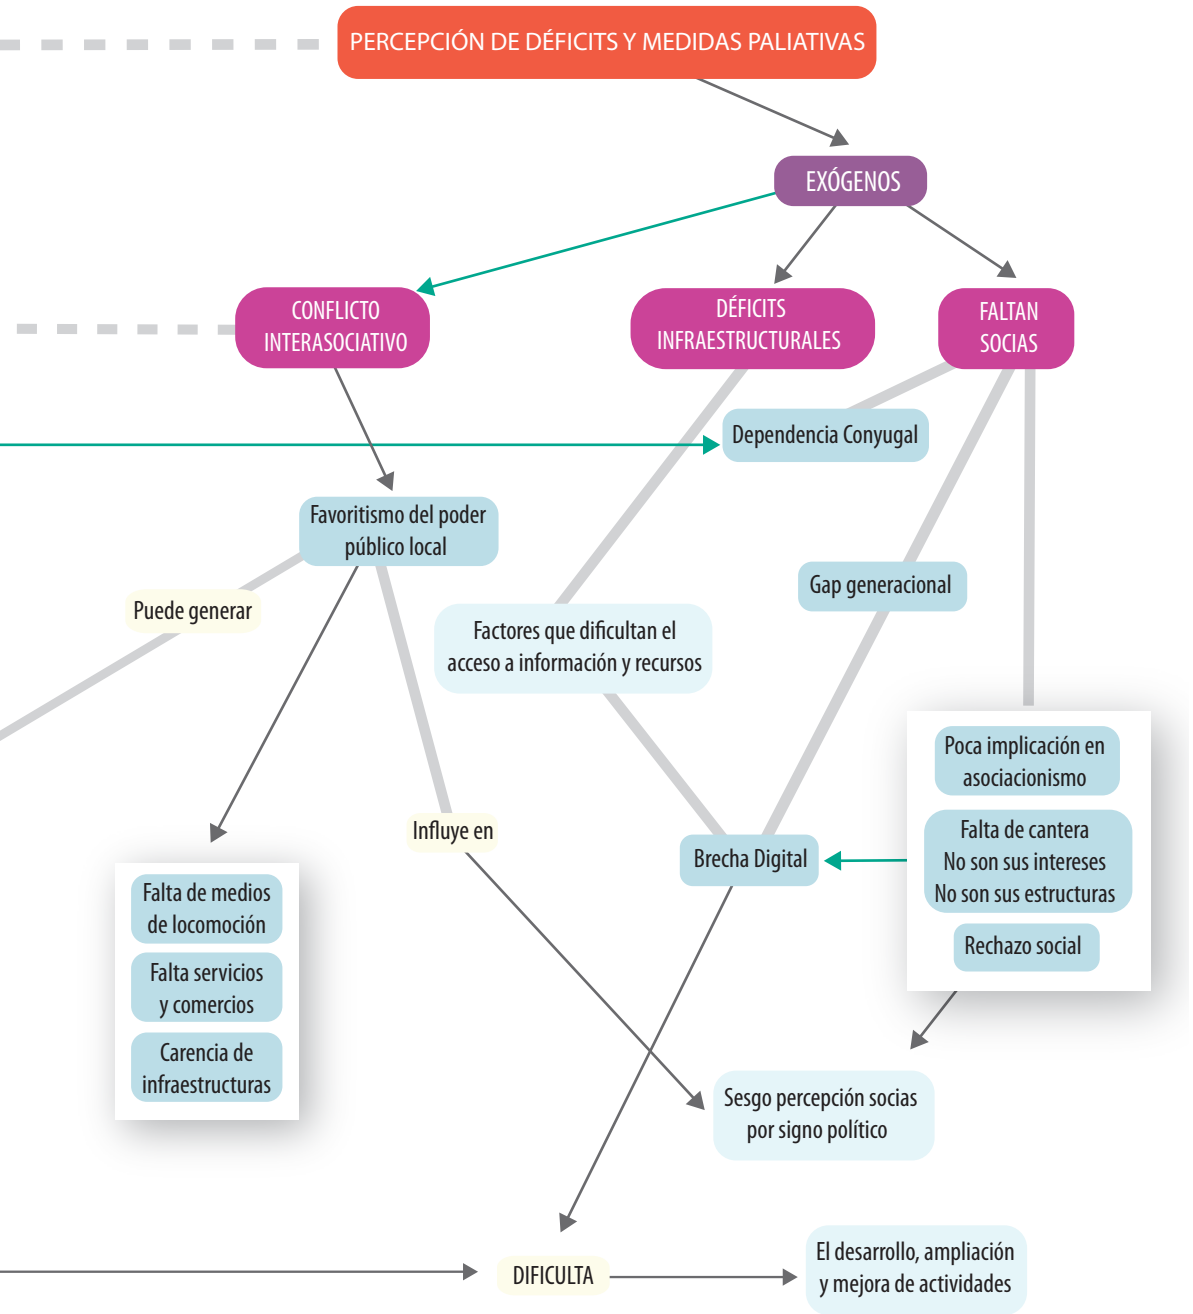 PERCEPCIÓN DE DÉFICITS Y MEDIDAS PALIATIVAS
EXÓGENOS
CONFLICTO
INTERASOCIATIVO
DÉFICITS
INFRAESTRUCTURALES
FALTAN
SOCIAS
Dependencia Conyugal
Favoritismo del poder
público local
Gap generacional
Puede generar
Factores que dificultan el
acceso a información y recursos
Poca implicación en
asociacionismo
Influye en
Falta de cantera
No son sus intereses
No son sus estructuras
Brecha Digital
Rechazo social
Falta de medios
de locomoción
Falta servicios
y comercios
Carencia de
infraestructuras
Sesgo percepción socias
por signo político
DIFICULTA
El desarrollo, ampliación
y mejora de actividades